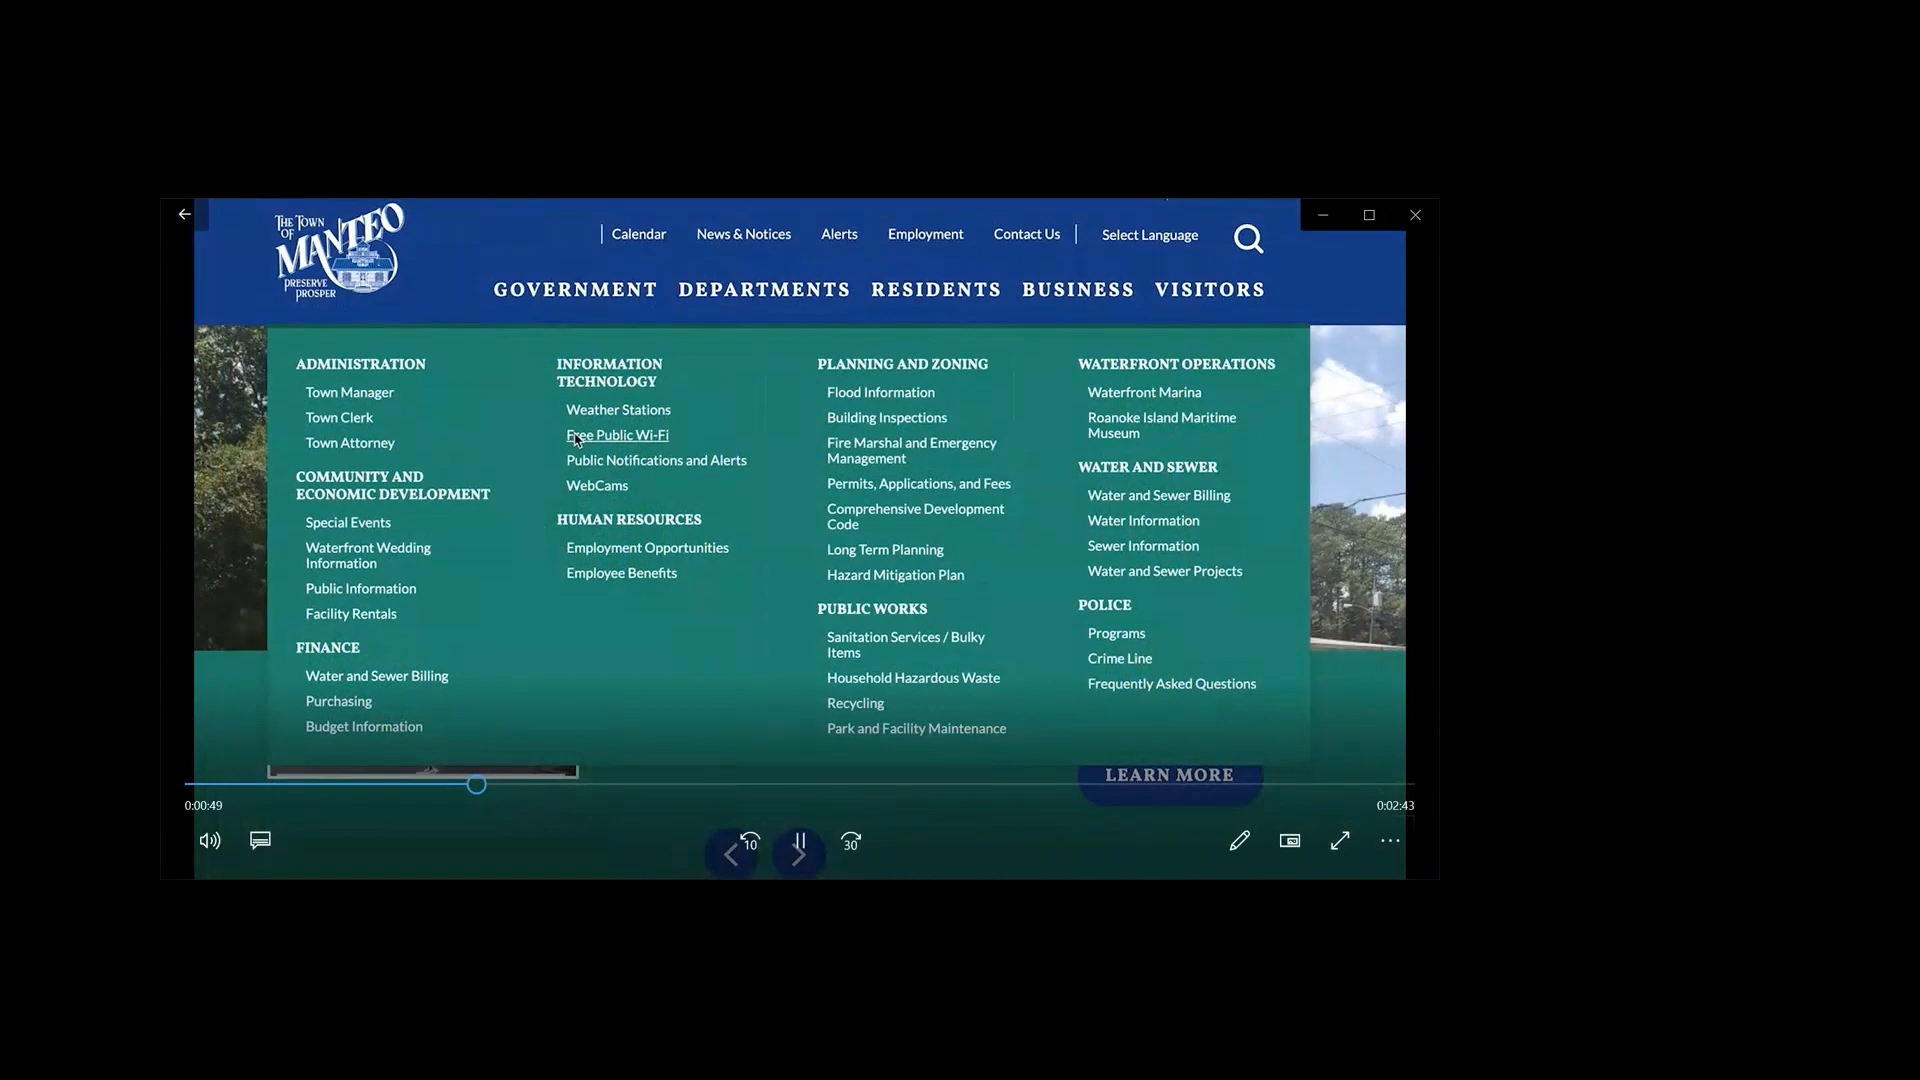 THE TOWN
OF
MANTEO
PRESERVE
PROSPER
Calendar
News & Notices
Alerts
Employment
Contact Us
Select Language
GOVERNMENT
DEPARTMENTS
RESIDENTS
BUSINESS
VISITORS
ADMINISTRATION
Town Manager
Town Clerk
Town Attorney
COMMUNITY AND
ECONOMIC DEVELOPMENT
Special Events
Waterfront Wedding
Information
Public Information
Facility Rentals
FINANCE
Water and Sewer Billing
Purchasing
Budget Information
INFORMATION
TECHNOLOGY
Weather Stations
Free Public Wi-Fi
Public Notifications and Alerts
WebCams
HUMAN RESOURCES
Employment Opportunities
Employee Benefits
PLANNING AND ZONING
Flood Information
Building Inspections
Fire Marshal and Emergency
Management
Permits, Applications, and Fees
Comprehensive Development
Code
Long Term Planning
Hazard Mitigation Plan
PUBLIC WORKS
Sanitation Services / Bulky
Items
Household Hazardous Waste
Recycling
Park and Facility Maintenance
WATERFRONT OPERATIONS
Waterfront Marina
Roanoke Island Maritime
Museum
WATER AND SEWER
Water and Sewer Billing
Water Information
Sewer Information
Water and Sewer Projects
POLICE
Programs
Crime Line
Frequently Asked Questions
LEARN MORE
0:00:49
0:02:43
10
30